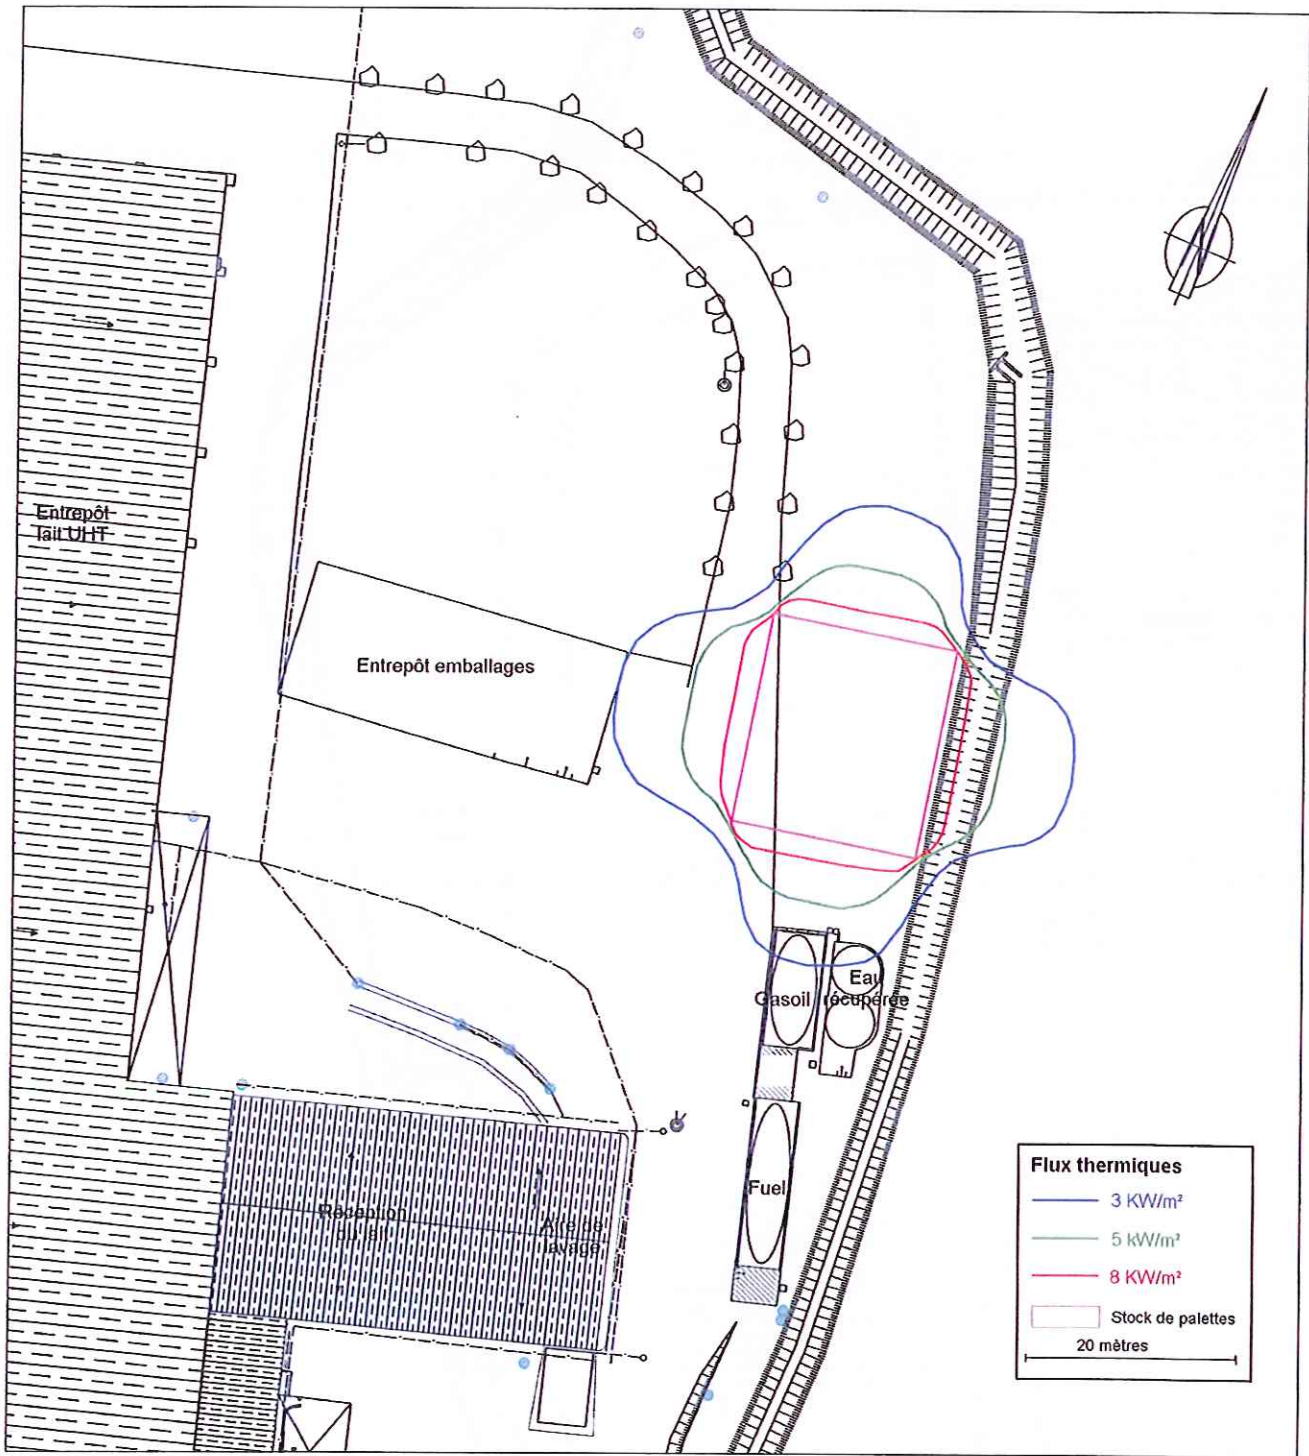 Entrepôt
lait UHT
Entrepôt emballages
Eau
Gasoil récupérée
Fuel
Réception
du lait
Aire de
lavage
Flux thermiques
3 KW/m²
5 kW/m²
8 KW/m²
Stock de palettes
20 mètres